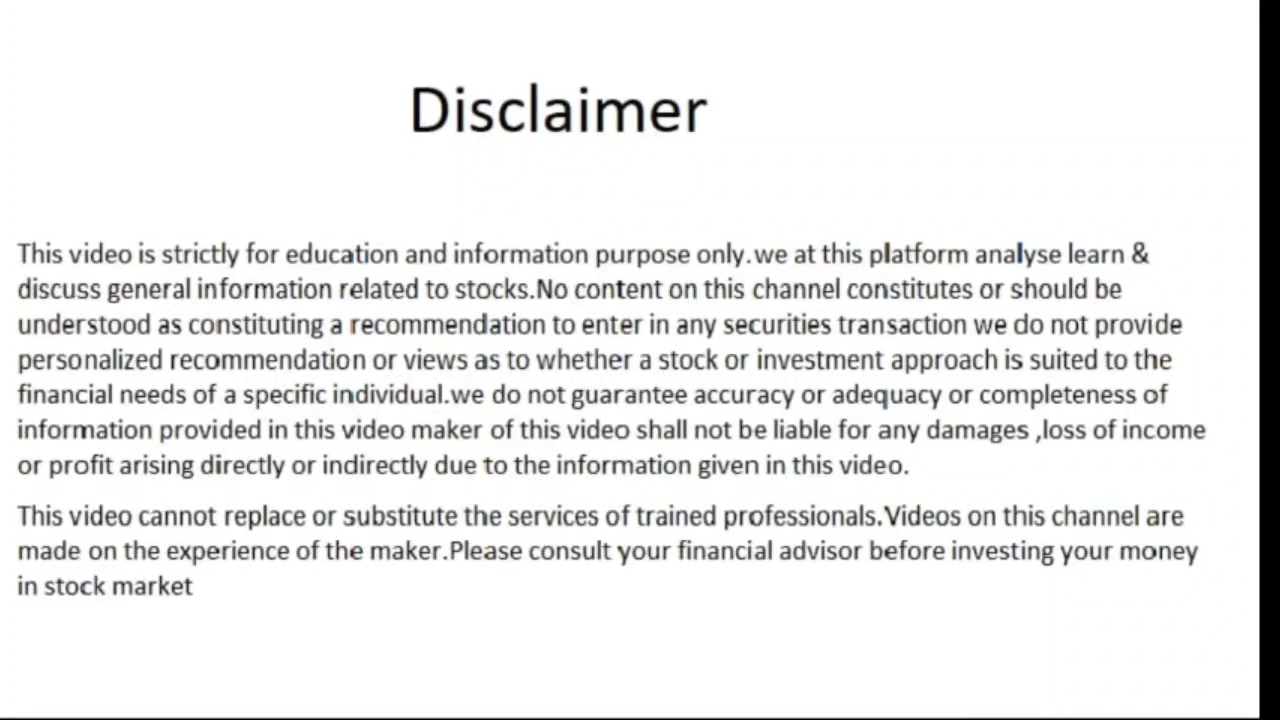 Disclaimer
This video is strictly for education and information purpose only.we at this platform analyse learn &
discuss general information related to stocks.No content on this channel constitutes or should be
understood as constituting a recommendation to enter in any securities transaction we do not provide
personalized recommendation or views as to whether a stock or investment approach is suited to the
financial needs of a specific individual.we do not guarantee accuracy or adequacy or completeness of
information provided in this video maker of this video shall not be liable for any damages ,loss of income
or profit arising directly or indirectly due to the information given in this video.
This video cannot replace or substitute the services of trained professionals.Videos on this channel are
made on the experience of the maker.Please consult your financial advisor before investing your money
in stock market